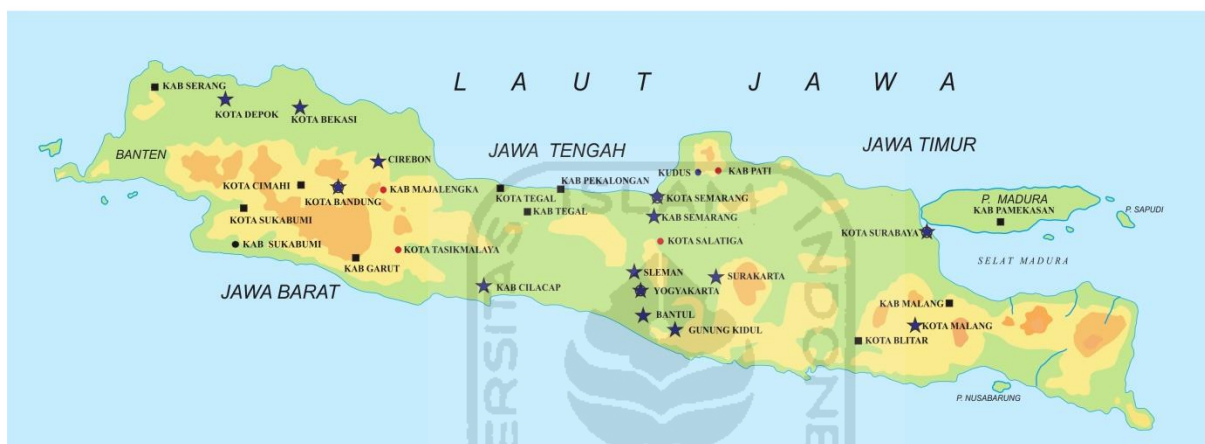 L A U T J A W A
KAB SERANG
KOTA DEPOK
KOTA BEKASI
BANTEN
CIREBON
JAWA TENGAH
JAWA TIMUR
KOTA CIMAHI
KOTA BANDUNG
KAB MAJALENGKA
KOTA TEGAL
KAB PEKALONGAN
KAB TEGAL
KUDUS
KAB PATI
KOTA SEMARANG
KAB SEMARANG
P. MADURA
KAB PAMEKASAN
P. SAPUDI
KOTA SUKABUMI
KAB SUKABUMI
KOTA TASIKMALAYA
KAB GARUT
KOTA SALATIGA
KOTA SURABAYA
SELAT MADURA
JAWA BARAT
KAB CILACAP
SLEMAN
SURAKARTA
YOGYAKARTA
BANTUL
GUNUNG KIDUL
KAB MALANG
KOTA MALANG
KOTA BLITAR
P. NUSABARUNG
ISLAM
ERSITAS
INDONE